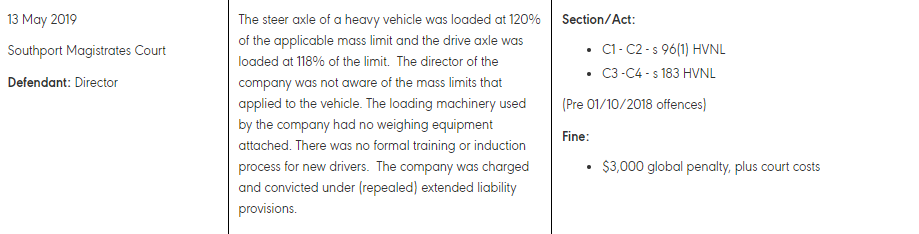 13 May 2019
Southport Magistrates Court
Defendant: Director
The steer axle of a heavy vehicle was loaded at 120%
of the applicable mass limit and the drive axle was
loaded at 118% of the limit.  The director of the
company was not aware of the mass limits that
applied to the vehicle. The loading machinery used
by the company had no weighing equipment
attached. There was no formal training or induction
process for new drivers.  The company was charged
and convicted under (repealed) extended liability
provisions.
Section/Act:
• C1 - C2 - s 96(1) HVNL
• C3 -C4 - s 183 HVNL
(Pre 01/10/2018 offences)
Fine:
• $3,000 global penalty, plus court costs